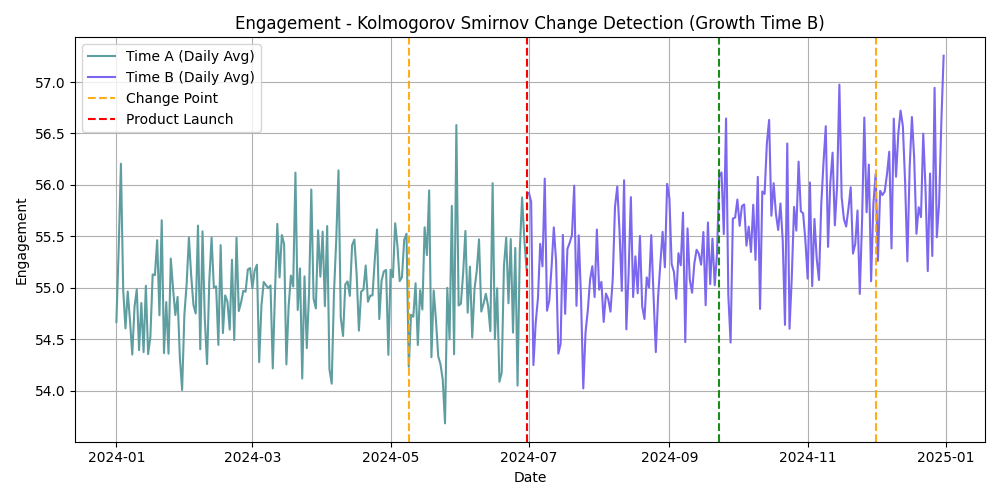 Engagement - Kolmogorov Smirnov Change Detection (Growth Time B)
Time A (Daily Avg)
Time B (Daily Avg)
Change Point
Product Launch
57.0
56.5
56.0
55.5
55.0
54.5
54.0
Engagement
2024-01
2024-03
2024-05
2024-07
2024-09
2024-11
2025-01
Date